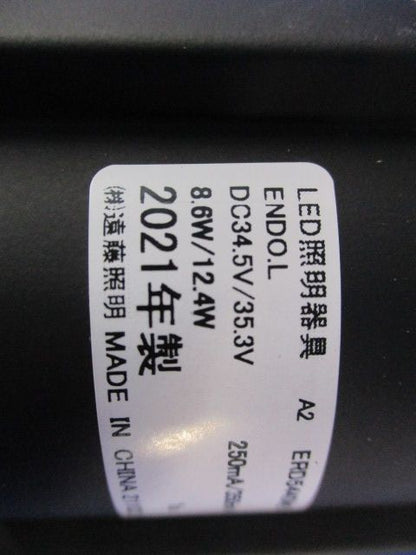 LED照明器具 A2
ENDO.L
DC34.5V/35.3V 250mA/
8.6W/12.4W
2021年製
㈱遠藤照明 MADE IN CHINA